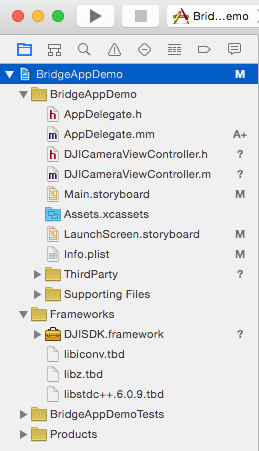 Brid...emo
BridgeAppDemo M
BridgeAppDemo
AppDelegate.h
AppDelegate.mm A+
DJICameraViewController.h ?
DJICameraViewController.m ?
Main.storyboard M
Assets.xcassets
LaunchScreen.storyboard M
Info.plist M
ThirdParty ?
Supporting Files
Frameworks
DJISDK.framework ?
libiconv.tbd
libz.tbd
libstdc++.6.0.9.tbd
BridgeAppDemoTests
Products